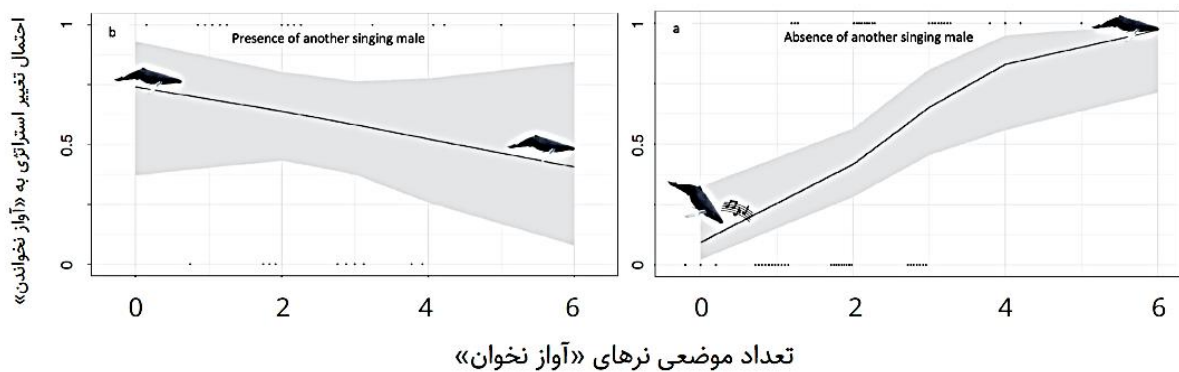 b
Presence of another singing male
a
Absence of another singing male
احتمال تغییر استراتژی به «آواز نخواندن»
1
0.5
0
0 2 4 6
1
0.5
0
0 2 4 6
تعداد موضعی نرهای «آواز نخوان»